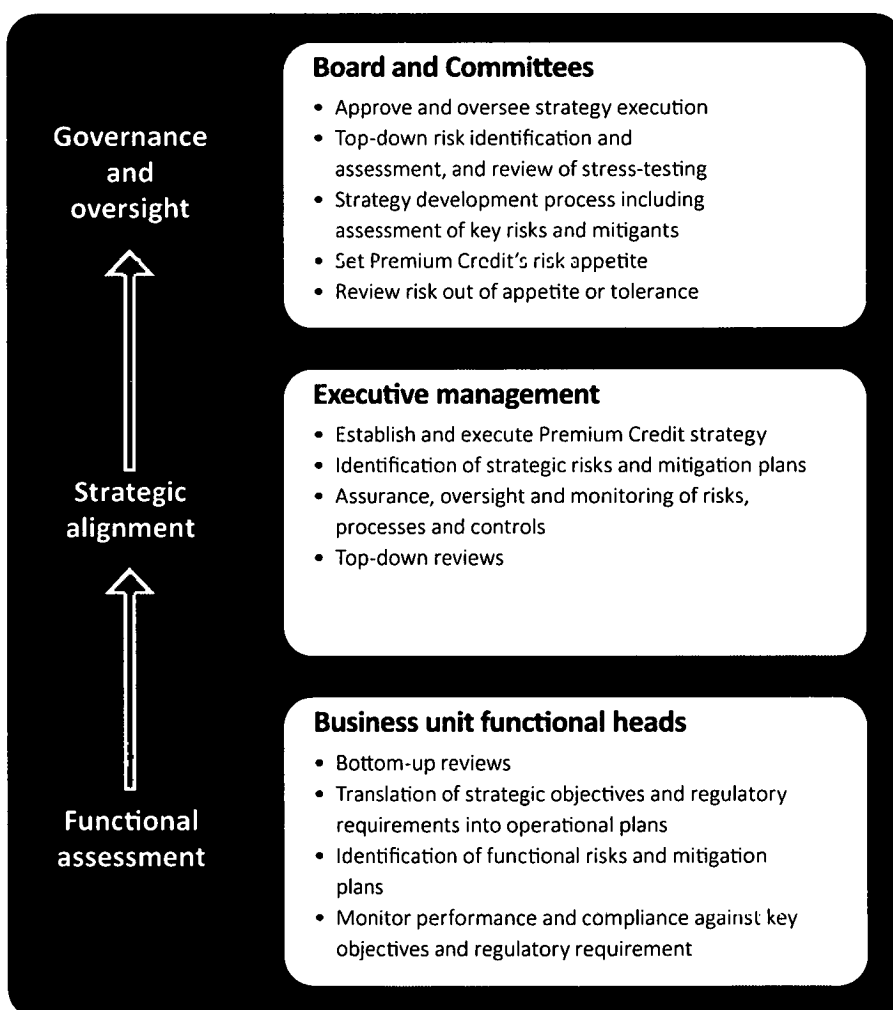 Governance
and
oversight
Board and Committees
• Approve and oversee strategy execution
• Top-down risk identification and
assessment, and review of stress-testing
• Strategy development process including
assessment of key risks and mitigants
• Set Premium Credit's risk appetite
• Review risk out of appetite or tolerance
Strategic
alignment
Executive management
• Establish and execute Premium Credit strategy
• Identification of strategic risks and mitigation plans
• Assurance, oversight and monitoring of risks,
processes and controls
• Top-down reviews
Functional
assessment
Business unit functional heads
• Bottom-up reviews
• Translation of strategic objectives and regulatory
requirements into operational plans
• Identification of functional risks and mitigation
plans
• Monitor performance and compliance against key
objectives and regulatory requirement